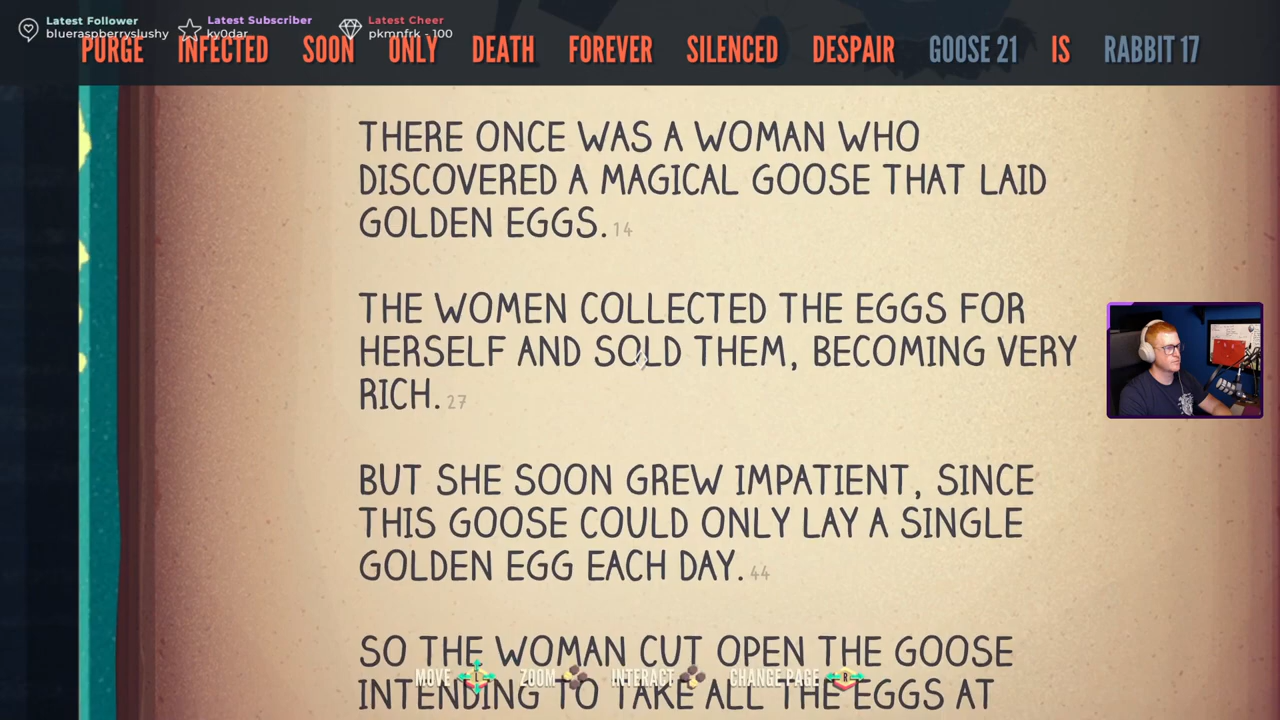 Latest Follower
blueraspberryslushy
Latest Subscriber
ky0dar
Latest Cheer
pkmnfrk - 100
PURGE INFECTED SOON ONLY DEATH FOREVER SILENCED DESPAIR GOOSE 21 IS RABBIT 17
THERE ONCE WAS A WOMAN WHO
DISCOVERED A MAGICAL GOOSE THAT LAID
GOLDEN EGGS. 14
THE WOMEN COLLECTED THE EGGS FOR
HERSELF AND SOLD THEM, BECOMING VERY
RICH. 27
BUT SHE SOON GREW IMPATIENT, SINCE
THIS GOOSE COULD ONLY LAY A SINGLE
GOLDEN EGG EACH DAY. 44
SO THE WOMAN CUT OPEN THE GOOSE
MOVE L ZOOM INTERACT CHANGE PAGE R
INTENDING TO TAKE ALL THE EGGS AT